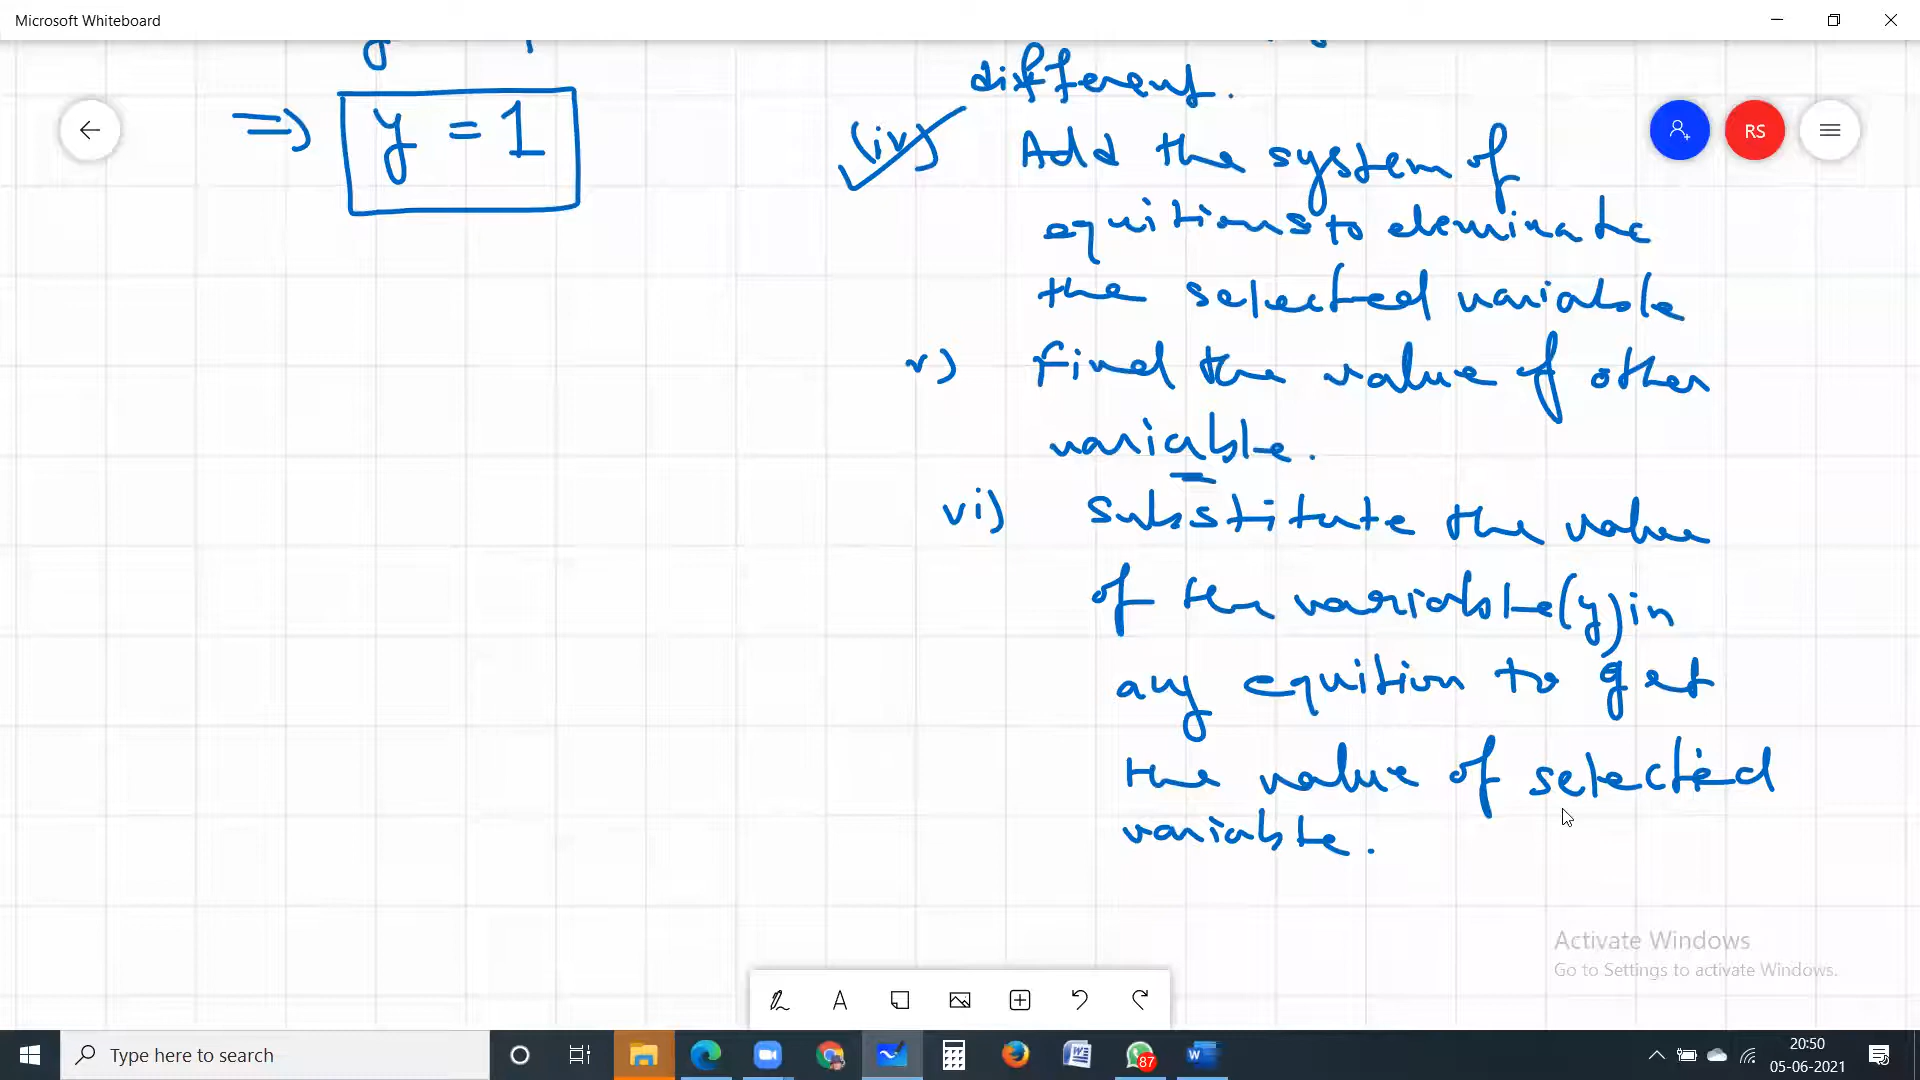 Microsoft Whiteboard
=> y = 1
different.
(iv) Add the system of
equitions to eleminate
the selected variable
v) Find the value of other
variable.
vi) Substitute the value
of the variable(y)in
any equition to get
the value of selected
variable.
RS
Activate Windows
Go to Settings to activate Windows.
Type here to search
87
20:50
05-06-2021